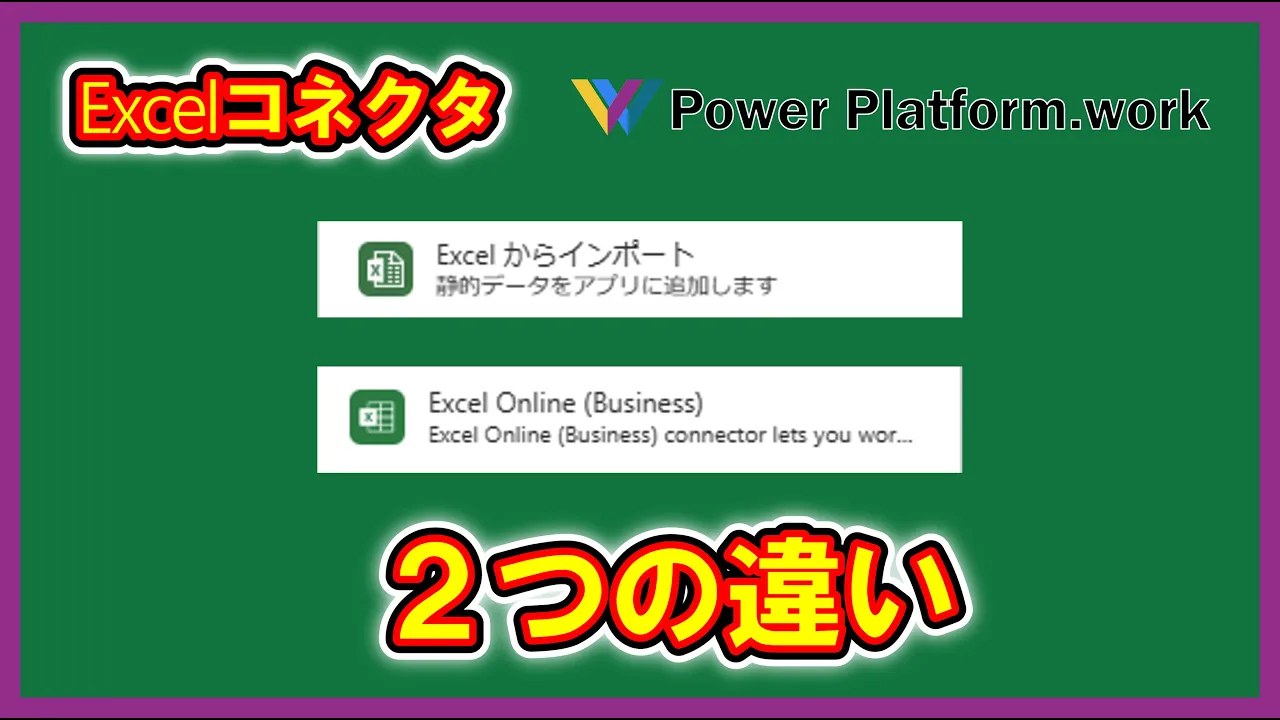 Excelコネクタ
Power Platform.work
Excel からインポート
静的データをアプリに追加します
Excel Online (Business)
Excel Online (Business) connector lets you wor...
２つの違い